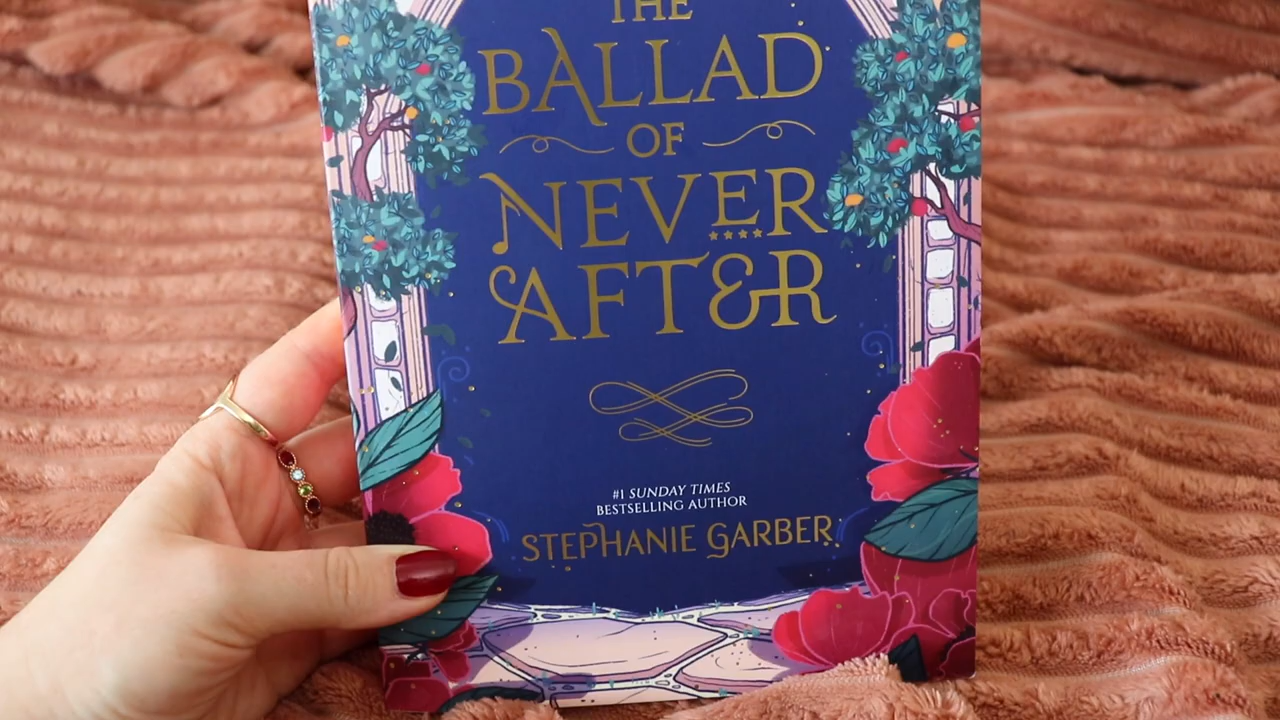 THE
BALLAD
OF
NEVER
AFTER
#1 SUNDAY TIMES
BESTSELLING AUTHOR
STEPHANIE GARBER